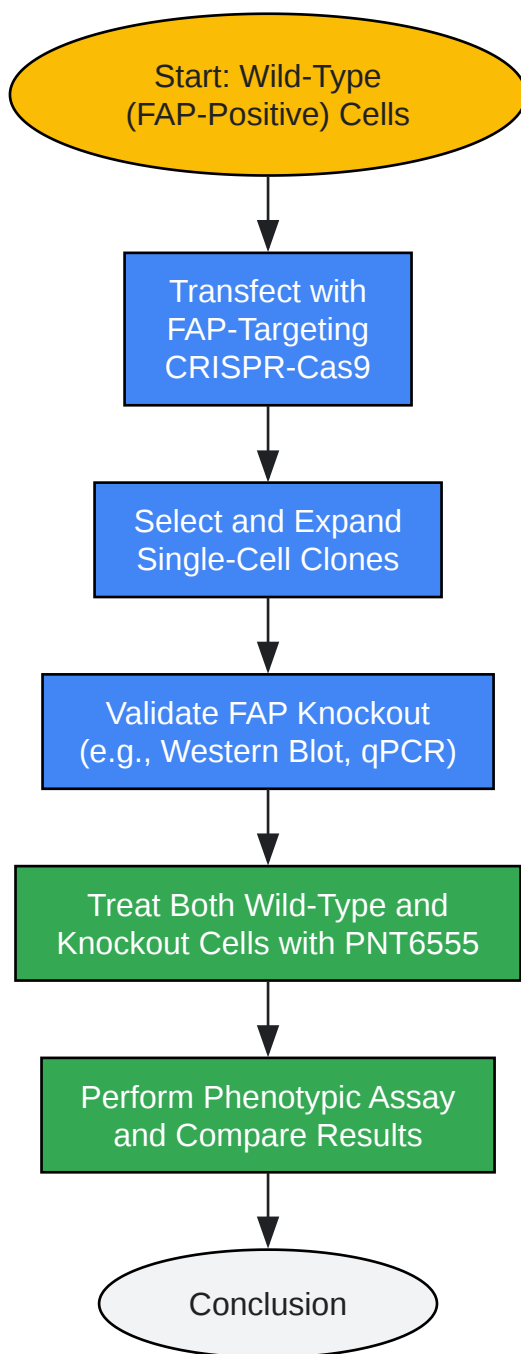 Start: Wild-Type
(FAP-Positive) Cells
Transfect with
FAP-Targeting
CRISPR-Cas9
Select and Expand
Single-Cell Clones
Validate FAP Knockout
(e.g., Western Blot, qPCR)
Treat Both Wild-Type and
Knockout Cells with PNT6555
Perform Phenotypic Assay
and Compare Results
Conclusion